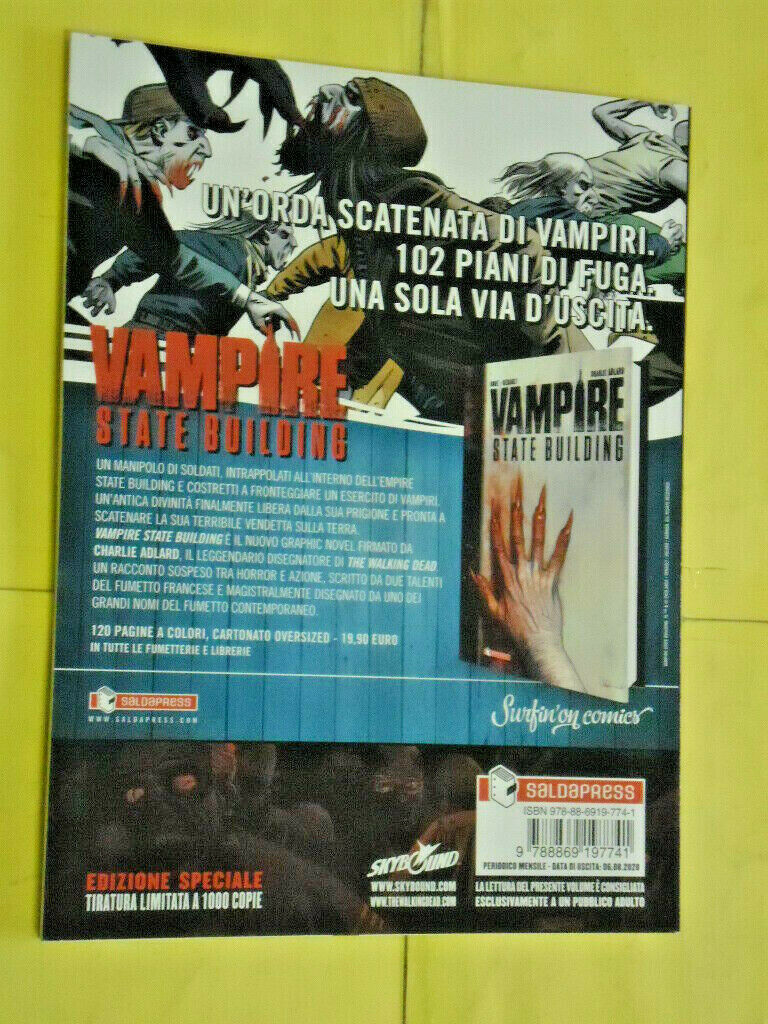 UN'ORDA SCATENATA DI VAMPIRI.
102 PIANI DI FUGA.
UNA SOLA VIA D'USCITA.
VAMPIRE
STATE BUILDING
UN MANIPOLO DI SOLDATI, INTRAPPOLATI ALL'INTERNO DELL'EMPIRE
STATE BUILDING E COSTRETTI A FRONTEGGIARE UN ESERCITO DI VAMPIRI.
UN'ANTICA DIVINITÀ FINALMENTE LIBERA DALLA SUA PRIGIONE E PRONTA A
SCATENARE LA SUA TERRIBILE VENDETTA SULLA TERRA.
VAMPIRE STATE BUILDING È IL NUOVO GRAPHIC NOVEL FIRMATO DA
CHARLIE ADLARD, IL LEGGENDARIO DISEGNATORE DI THE WALKING DEAD.
UN RACCONTO SOSPESO TRA HORROR E AZIONE, SCRITTO DA DUE TALENTI
DEL FUMETTO FRANCESE E MAGISTRALMENTE DISEGNATO DA UNO DEI
GRANDI NOMI DEL FUMETTO CONTEMPORANEO.
120 PAGINE A COLORI, CARTONATO OVERSIZED - 19,90 EURO
IN TUTTE LE FUMETTERIE E LIBRERIE
CHARLIE ADLARD
VAMPIRE
STATE BUILDING
SALDAPRESS
WWW.SALDAPRESS.COM
Surfin'on comics
EDIZIONE SPECIALE
TIRATURA LIMITATA A 1000 COPIE
SKYBOUND
WWW.SKYBOUND.COM
WWW.THEWALKINGDEAD.COM
SALDAPRESS
ISBN 978-88-6919-774-1
9 788869 197741
PERIODICO MENSILE - DATA DI USCITA: 06.08.2020
LA LETTURA DEL PRESENTE VOLUME È CONSIGLIATA
ESCLUSIVAMENTE A UN PUBBLICO ADULTO